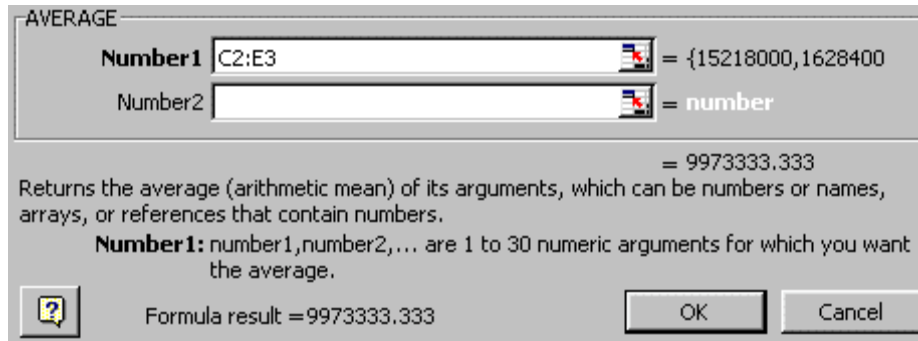 AVERAGE
Number1 C2:E3 = {15218000,1628400
Number2 = number
= 9973333.333
Returns the average (arithmetic mean) of its arguments, which can be numbers or names,
arrays, or references that contain numbers.
Number1: number1,number2,... are 1 to 30 numeric arguments for which you want
the average.
? Formula result =9973333.333 OK Cancel